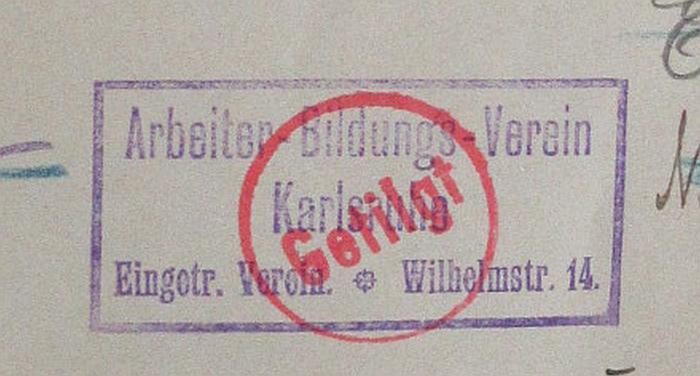 Arbeiter-Bildungs-Verein
Karlsruhe
Eingetr. Verein. Wilhelmstr. 14.
Getilgt